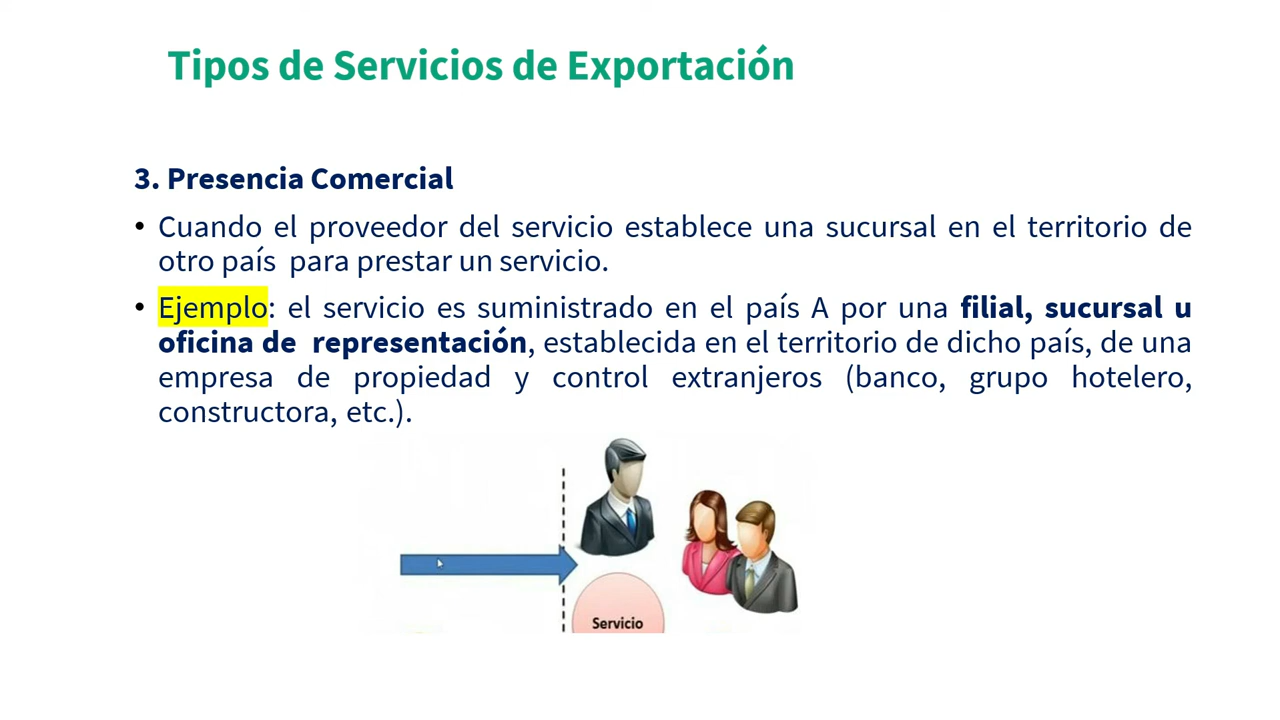 Tipos de Servicios de Exportación
3. Presencia Comercial
• Cuando el proveedor del servicio establece una sucursal en el territorio de
otro país para prestar un servicio.
• Ejemplo: el servicio es suministrado en el país A por una filial, sucursal u
oficina de representación, establecida en el territorio de dicho país, de una
empresa de propiedad y control extranjeros (banco, grupo hotelero,
constructora, etc.).
Servicio